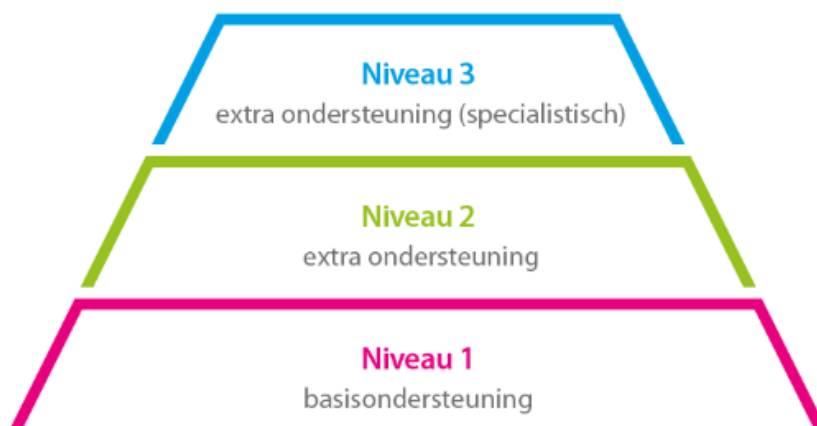 Niveau 3
extra ondersteuning (specialistisch)
Niveau 2
extra ondersteuning
Niveau 1
basisondersteuning